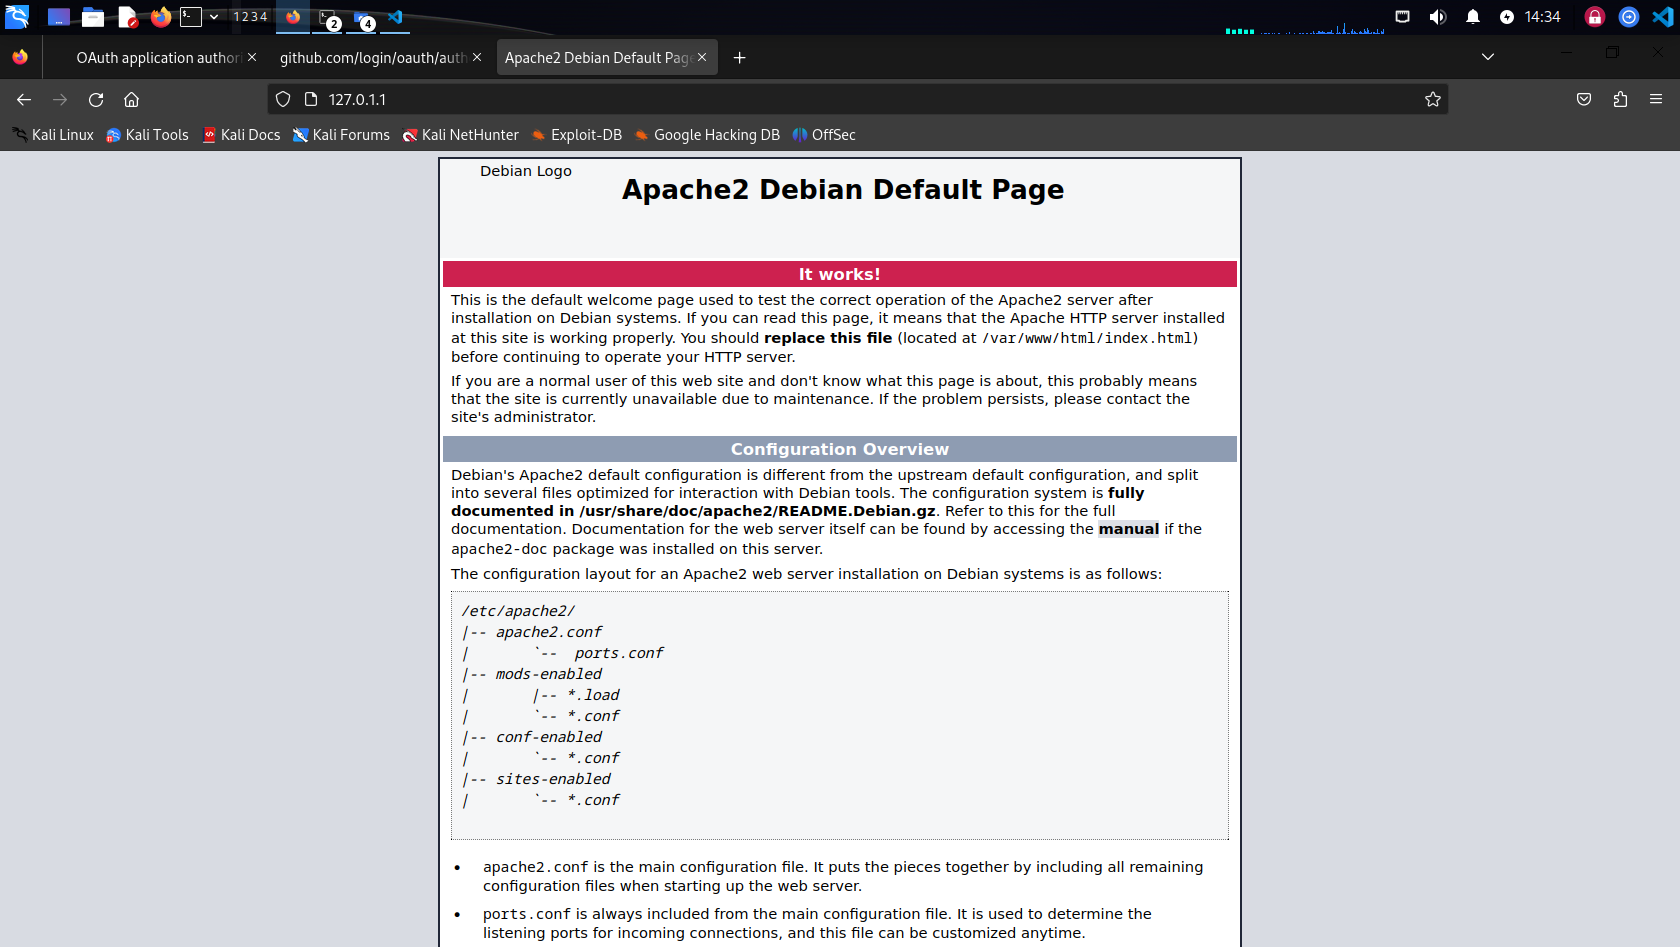 1 2 3 4
2
4
14:34
OAuth application authori
github.com/login/oauth/auth
Apache2 Debian Default Page
127.0.1.1
Kali Linux
Kali Tools
Kali Docs
Kali Forums
Kali NetHunter
Exploit-DB
Google Hacking DB
OffSec
Debian Logo
Apache2 Debian Default Page
It works!
This is the default welcome page used to test the correct operation of the Apache2 server after
installation on Debian systems. If you can read this page, it means that the Apache HTTP server installed
at this site is working properly. You should replace this file (located at /var/www/html/index.html)
before continuing to operate your HTTP server.
If you are a normal user of this web site and don't know what this page is about, this probably means
that the site is currently unavailable due to maintenance. If the problem persists, please contact the
site's administrator.
Configuration Overview
Debian's Apache2 default configuration is different from the upstream default configuration, and split
into several files optimized for interaction with Debian tools. The configuration system is fully
documented in /usr/share/doc/apache2/README.Debian.gz. Refer to this for the full
documentation. Documentation for the web server itself can be found by accessing the manual if the
apache2-doc package was installed on this server.
The configuration layout for an Apache2 web server installation on Debian systems is as follows:
/etc/apache2/
|-- apache2.conf
|       `--  ports.conf
|-- mods-enabled
|       |-- *.load
|       `-- *.conf
|-- conf-enabled
|       `-- *.conf
|-- sites-enabled
|       `-- *.conf
• apache2.conf is the main configuration file. It puts the pieces together by including all remaining
configuration files when starting up the web server.
• ports.conf is always included from the main configuration file. It is used to determine the
listening ports for incoming connections, and this file can be customized anytime.